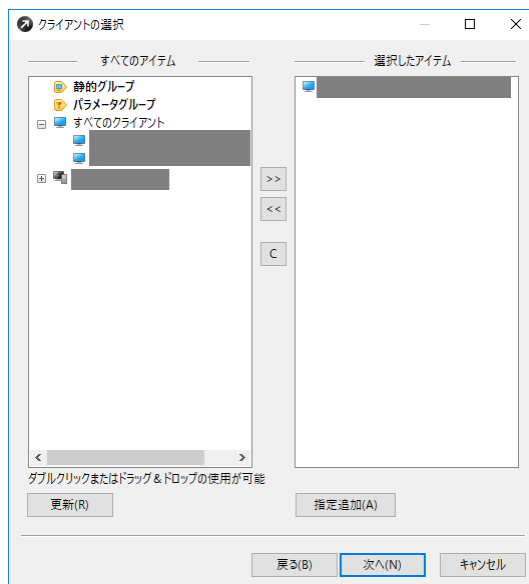 クライアントの選択
すべてのアイテム
選択したアイテム
静的グループ
パラメータグループ
すべてのクライアント
>>
<<
C
ダブルクリックまたはドラッグ＆ドロップの使用が可能
更新(R)
指定追加(A)
戻る(B)
次へ(N)
キャンセル